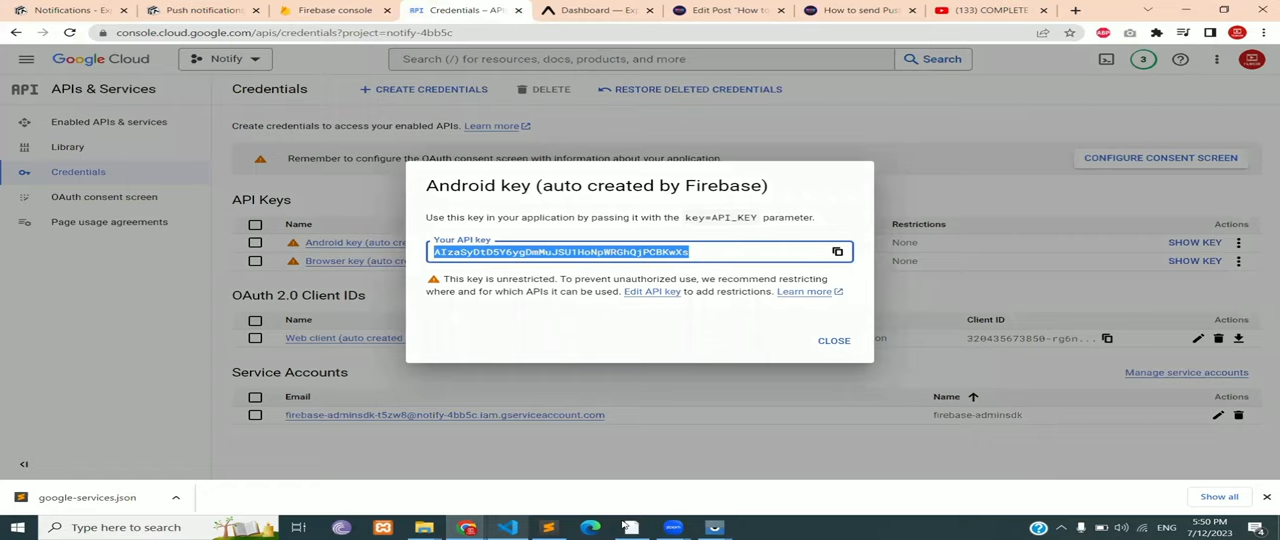 Notifications - Ex
Push notifications
Firebase console
Credentials – APIs
Dashboard — Exp
Edit Post "How to
How to send Pus
(133) COMPLETE
console.cloud.google.com/apis/credentials?project=notify-4bb5c
Google Cloud
Notify
Search (/) for resources, docs, products, and more
Search
3
API APIs & Services
Credentials
+ CREATE CREDENTIALS
DELETE
RESTORE DELETED CREDENTIALS
Enabled APIs & services
Library
Credentials
OAuth consent screen
Page usage agreements
Create credentials to access your enabled APIs. Learn more
Remember to configure the OAuth consent screen with information about your application.
CONFIGURE CONSENT SCREEN
API Keys
Name
Restrictions
Actions
Android key (auto cre
None
SHOW KEY
Browser key (auto cre
None
SHOW KEY
Android key (auto created by Firebase)
Use this key in your application by passing it with the key=API_KEY parameter.
Your API key
AIzaSyDtD5Y6ygDmMuJSU1HoNpWRGhQjPCBKwXs
This key is unrestricted. To prevent unauthorized use, we recommend restricting
where and for which APIs it can be used. Edit API key to add restrictions. Learn more
CLOSE
OAuth 2.0 Client IDs
Name
Client ID
Actions
Web client (auto created
on
320435673850-rg6n...
Service Accounts
Manage service accounts
Email
Name
Actions
firebase-adminsdk-t5zw8@notify-4bb5c.iam.gserviceaccount.com
firebase-adminsdk
google-services.json
Show all
Type here to search
zoom
ENG
5:50 PM
7/12/2023
4